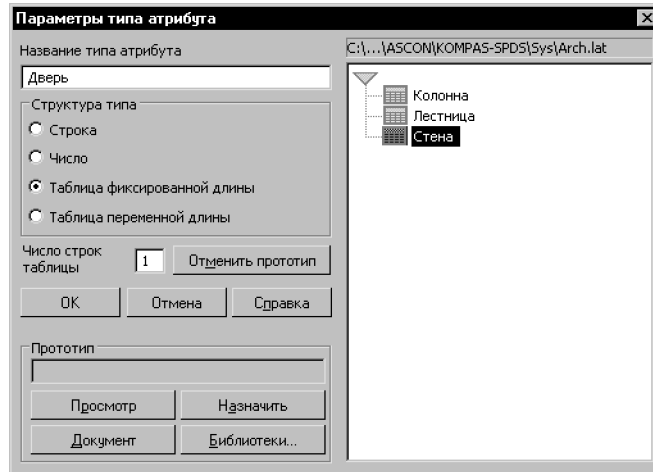 Параметры типа атрибута
Название типа атрибута
Дверь
Структура типа
Строка
Число
Таблица фиксированной длины
Таблица переменной длины
Число строк
таблицы
1
Отменить прототип
OK
Отмена
Справка
Прототип
Просмотр
Назначить
Документ
Библиотеки...
C:\...\ASCON\KOMPAS-SPDS\Sys\Arch.lat
Колонна
Лестница
Стена